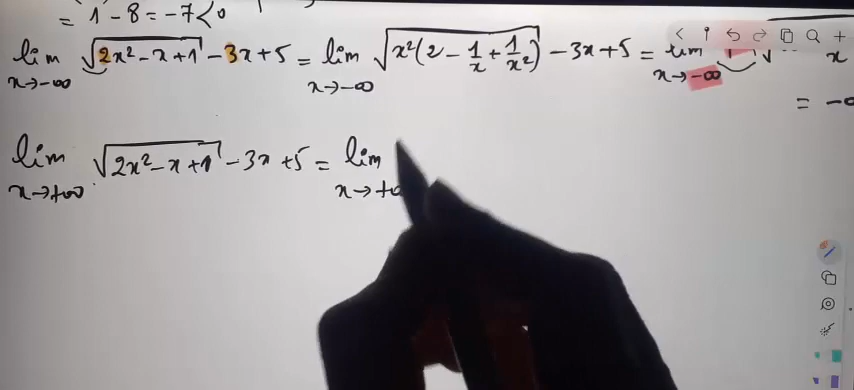 = 1 - 8 = -7 < 0
lim x→-∞ √(2x² - x + 1) - 3x + 5 = lim x→-∞ √(x²(2 - 1/x + 1/x²)) - 3x + 5 = lim x→-∞ x
= -∞
lim x→+∞ √(2x² - x + 1) - 3x + 5 = lim x→+∞